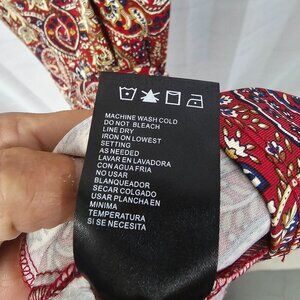 MACHINE WASH COLD
DO NOT BLEACH
LINE DRY
IRON ON LOWEST
SETTING
AS NEEDED
LAVAR EN LAVADORA
CON AGUA FRIA
NO USAR
BLANQUEADOR
SECAR COLGADO
USAR PLANCHA EN
MINIMA
TEMPERATURA
SI SE NECESITA